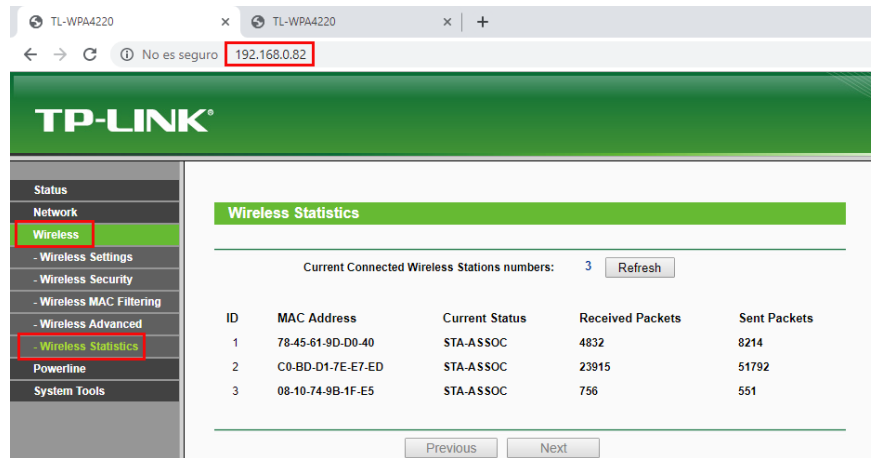 TL-WPA4220 TL-WPA4220
No es seguro 192.168.0.82
TP-LINK®
Status
Network
Wireless
- Wireless Settings
- Wireless Security
- Wireless MAC Filtering
- Wireless Advanced
- Wireless Statistics
Powerline
System Tools
Wireless Statistics
Current Connected Wireless Stations numbers: 3 Refresh
ID MAC Address Current Status Received Packets Sent Packets
1 78-45-61-9D-D0-40 STA-ASSOC 4832 8214
2 C0-BD-D1-7E-E7-ED STA-ASSOC 23915 51792
3 08-10-74-9B-1F-E5 STA-ASSOC 756 551
Previous Next